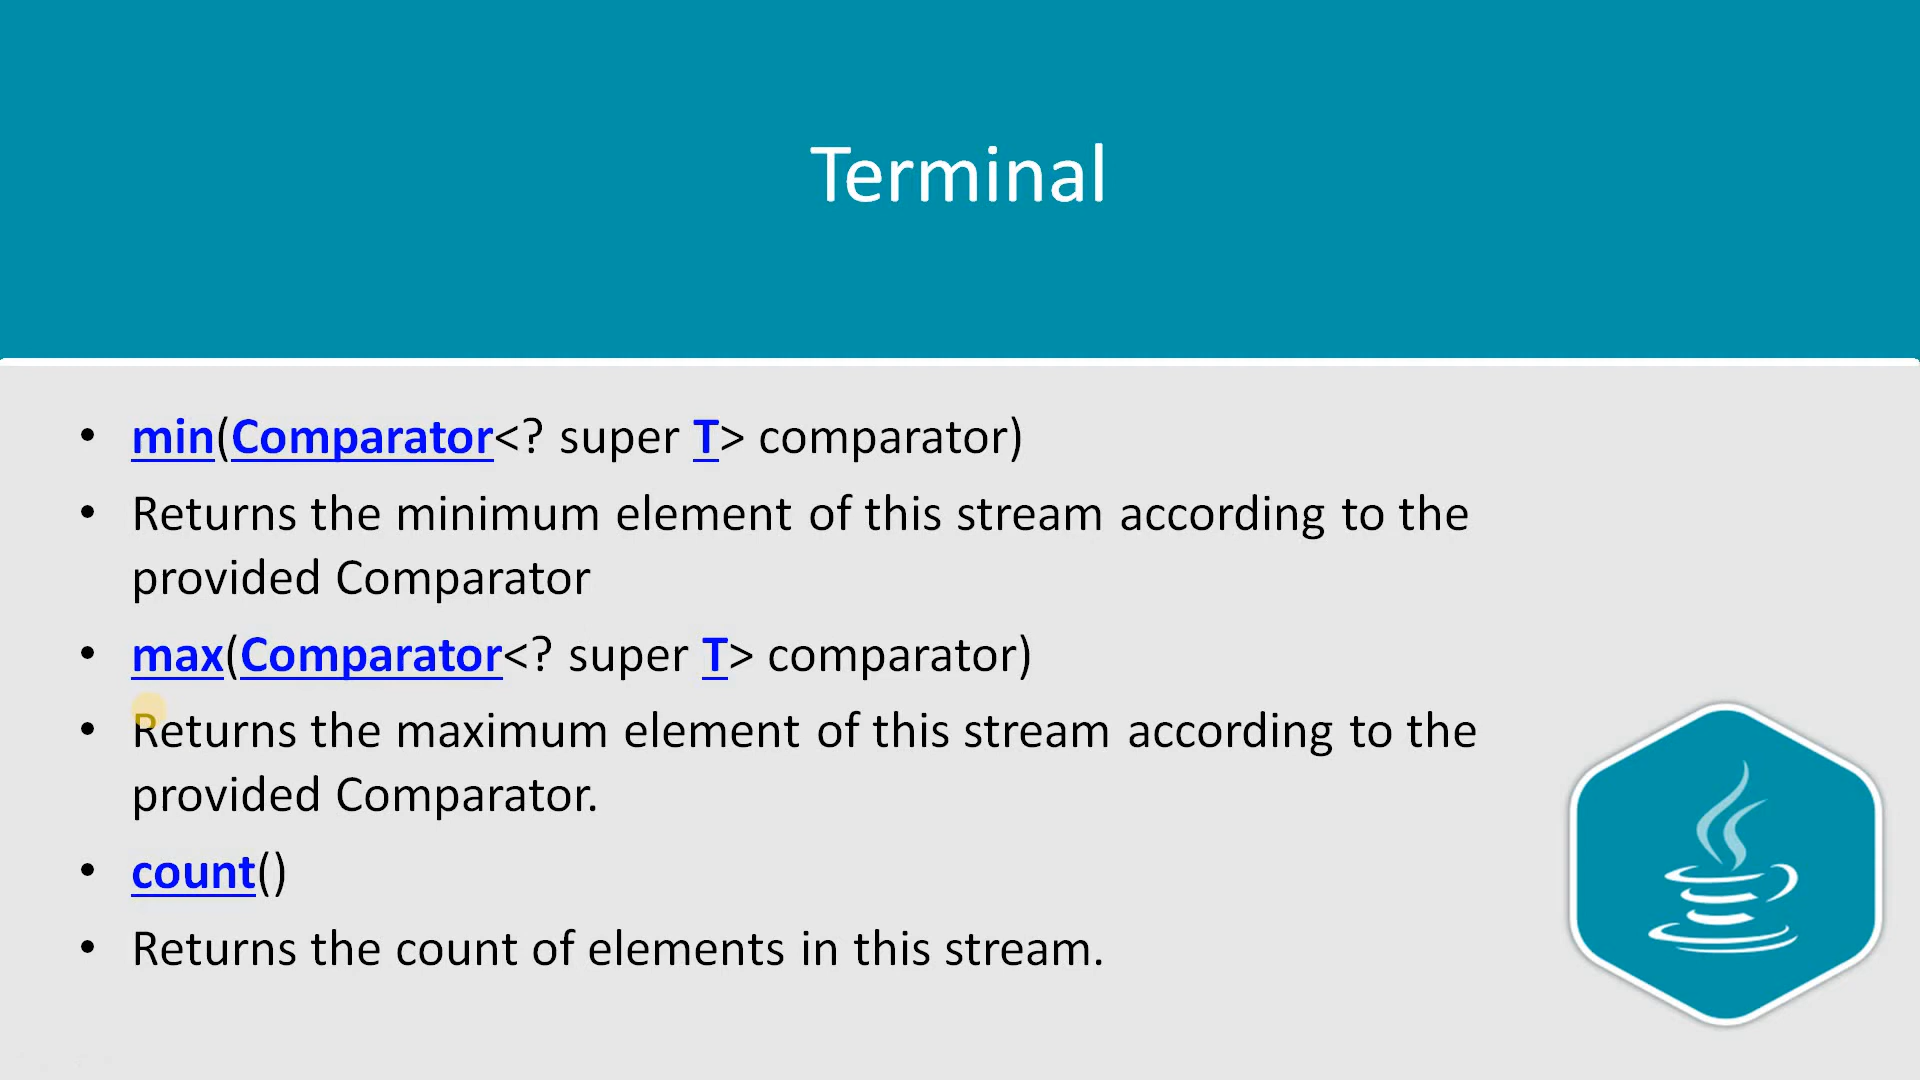 Terminal
• min(Comparator<? super T> comparator)
• Returns the minimum element of this stream according to the
provided Comparator
• max(Comparator<? super T> comparator)
• Returns the maximum element of this stream according to the
provided Comparator.
• count()
• Returns the count of elements in this stream.